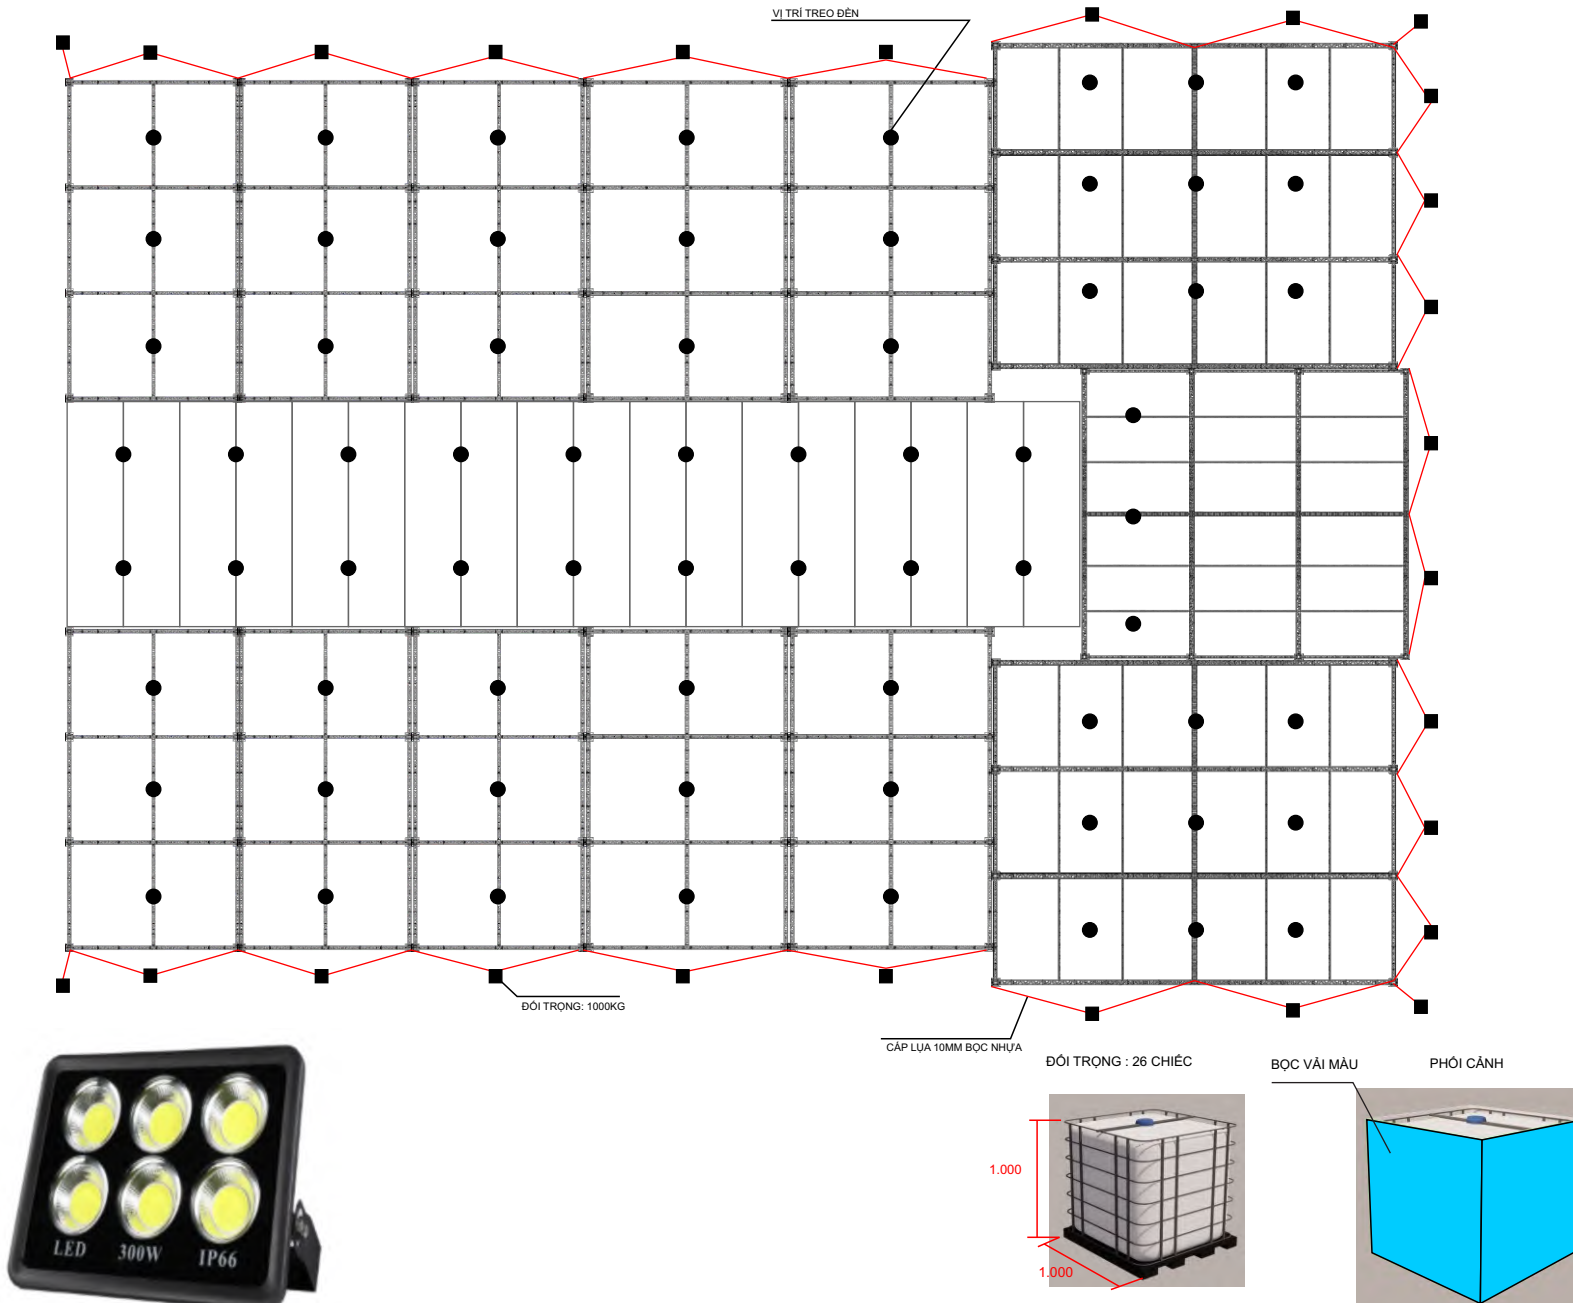 VỊ TRÍ TREO ĐÈN
ĐỐI TRỌNG: 1000KG
CÁP LỤA 10MM BỌC NHỰA
ĐỐI TRỌNG : 26 CHIẾC
BỌC VẢI MÀU
PHỐI CẢNH
1.000
1.000
LED 300W IP66